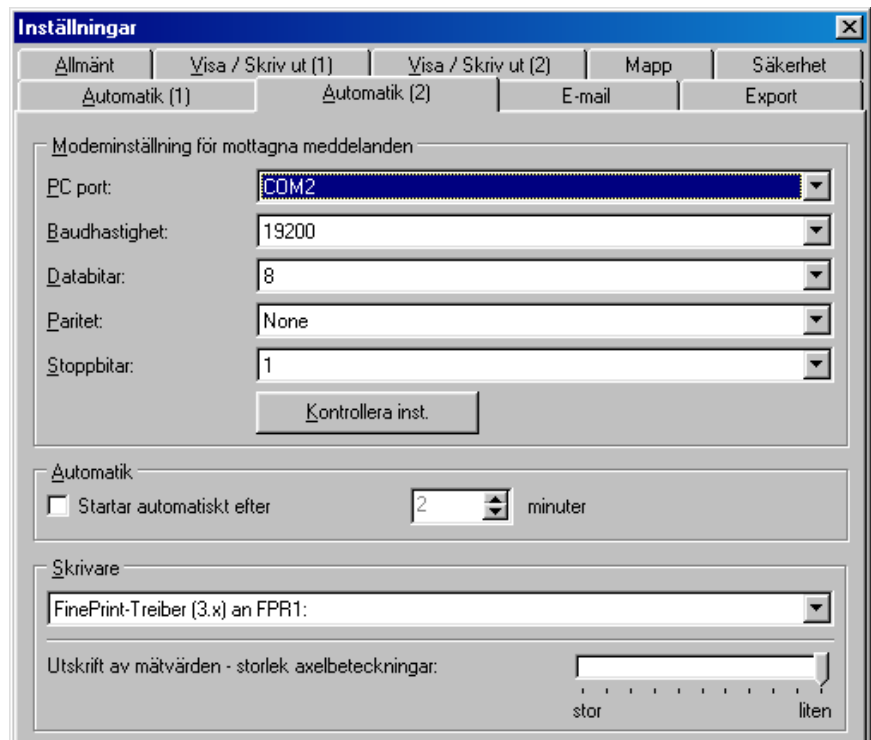 Inställningar
Allmänt Visa / Skriv ut (1) Visa / Skriv ut (2) Mapp Säkerhet
Automatik (1) Automatik (2) E-mail Export
Modeminställning för mottagna meddelanden
PC port: COM2
Baudhastighet: 19200
Databitar: 8
Paritet: None
Stoppbitar: 1
Kontrollera inst.
Automatik
Startar automatiskt efter 2 minuter
Skrivare
FinePrint-Treiber (3.x) an FPR1:
Utskrift av mätvärden - storlek axelbeteckningar:
stor liten